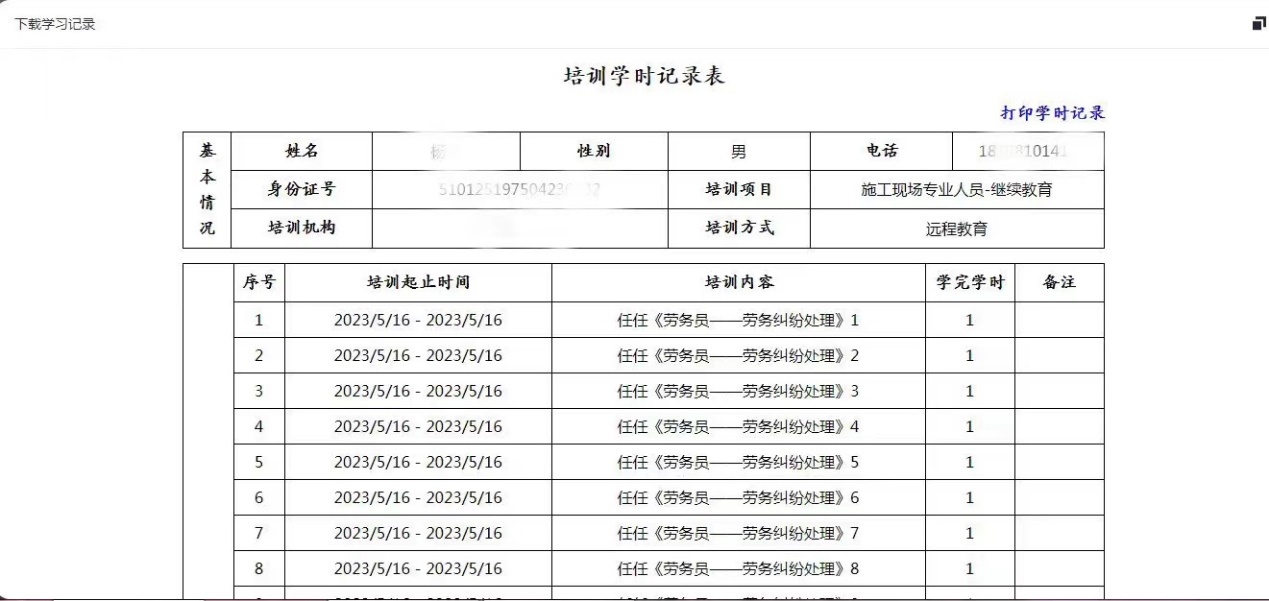 下载学习记录
培训学时记录表
打印学时记录
基本情况
姓名 性别 男 电话
身份证号 培训项目 施工现场专业人员-继续教育
培训机构 培训方式 远程教育
序号 培训起止时间 培训内容 学完学时 备注
1 2023/5/16 - 2023/5/16 任任《劳务员——劳务纠纷处理》1 1
2 2023/5/16 - 2023/5/16 任任《劳务员——劳务纠纷处理》2 1
3 2023/5/16 - 2023/5/16 任任《劳务员——劳务纠纷处理》3 1
4 2023/5/16 - 2023/5/16 任任《劳务员——劳务纠纷处理》4 1
5 2023/5/16 - 2023/5/16 任任《劳务员——劳务纠纷处理》5 1
6 2023/5/16 - 2023/5/16 任任《劳务员——劳务纠纷处理》6 1
7 2023/5/16 - 2023/5/16 任任《劳务员——劳务纠纷处理》7 1
8 2023/5/16 - 2023/5/16 任任《劳务员——劳务纠纷处理》8 1